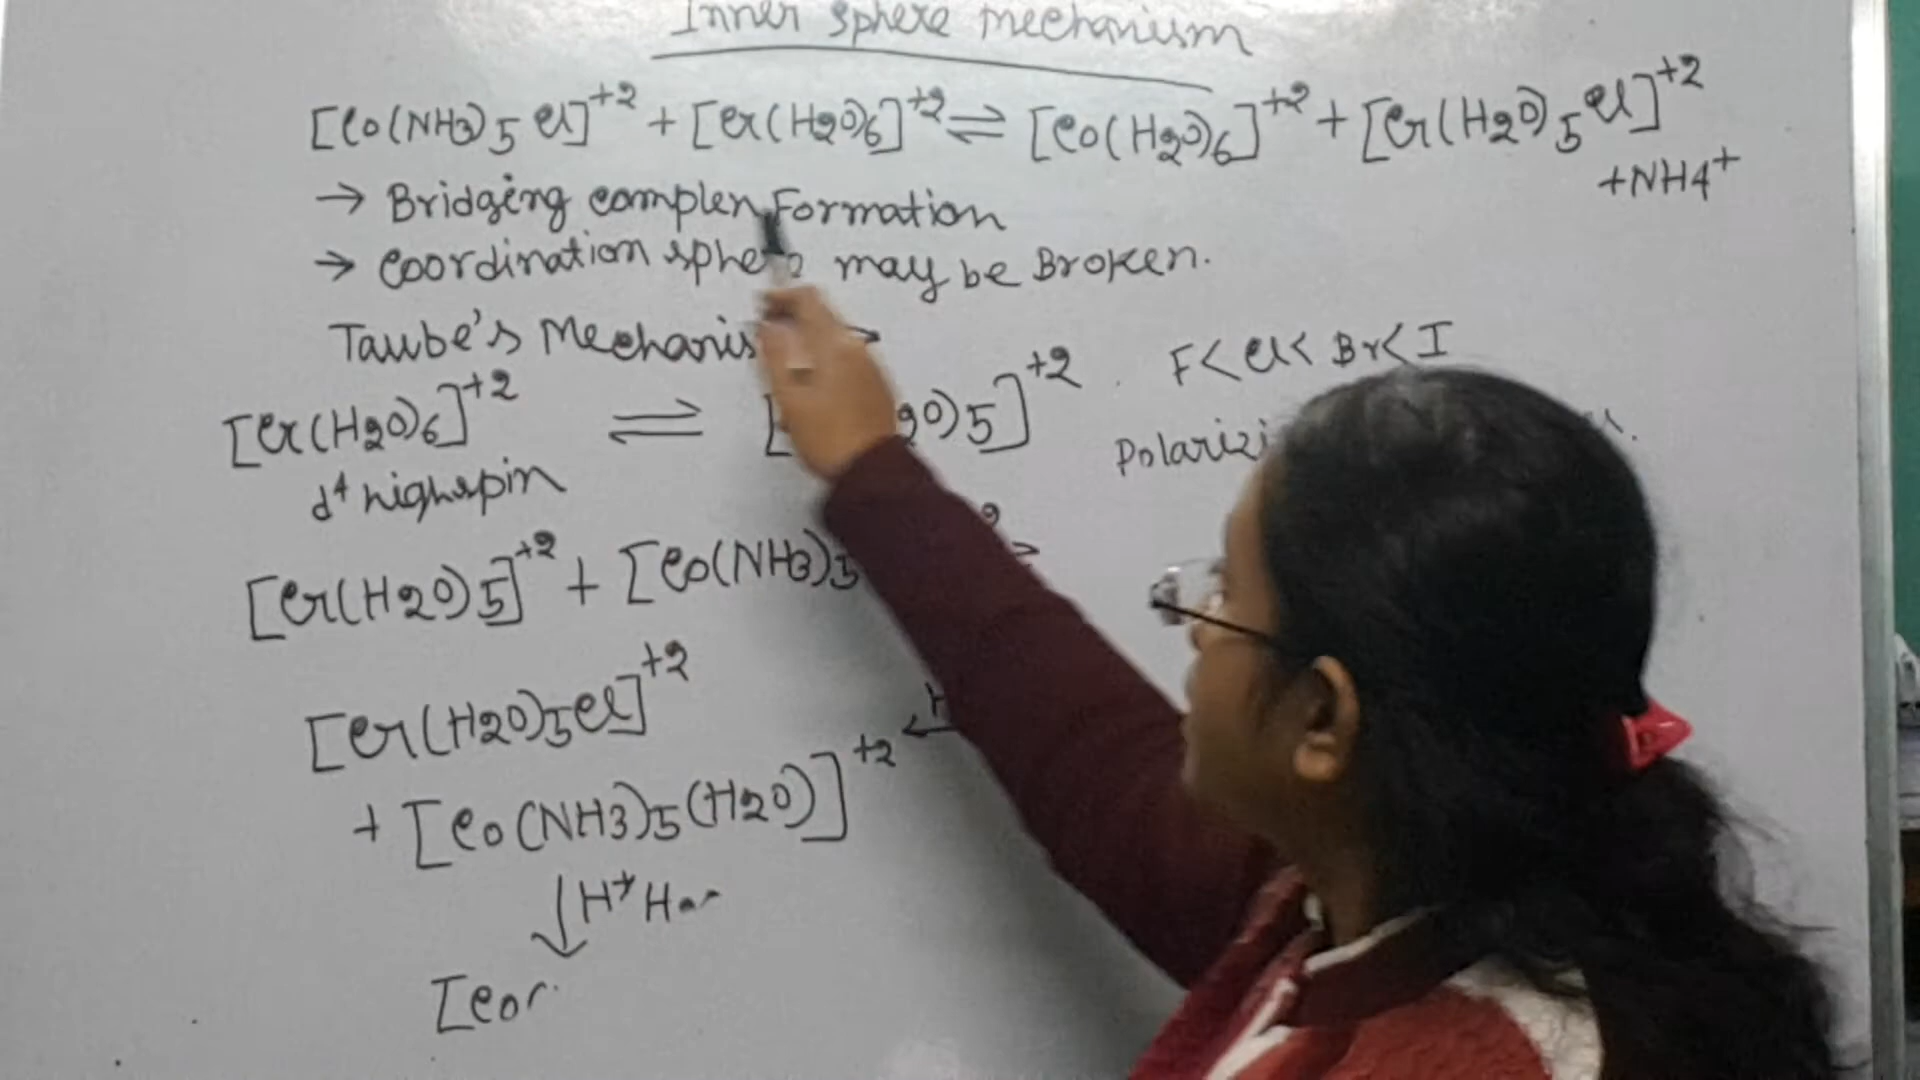 Inner sphere mechanism
[Co(NH3)5Cl]+2 + [Cr(H2O)6]+2 ⇌ [Co(H2O)6]+2 + [Cr(H2O)5Cl]+2
+NH4+
→ Bridging complex Formation
→ Coordination sphere may be Broken.
Taube's Mechanis
F < Cl < Br < I
[Cr(H2O)6]+2 ⇌ [ 2O)5]+2
Polarizi
d4 highspin
[Cr(H2O)5]+2 + [Co(NH3)5
[Cr(H2O)5Cl]+2
+ [Co(NH3)5(H2O)]+2
↓ H+
[Co